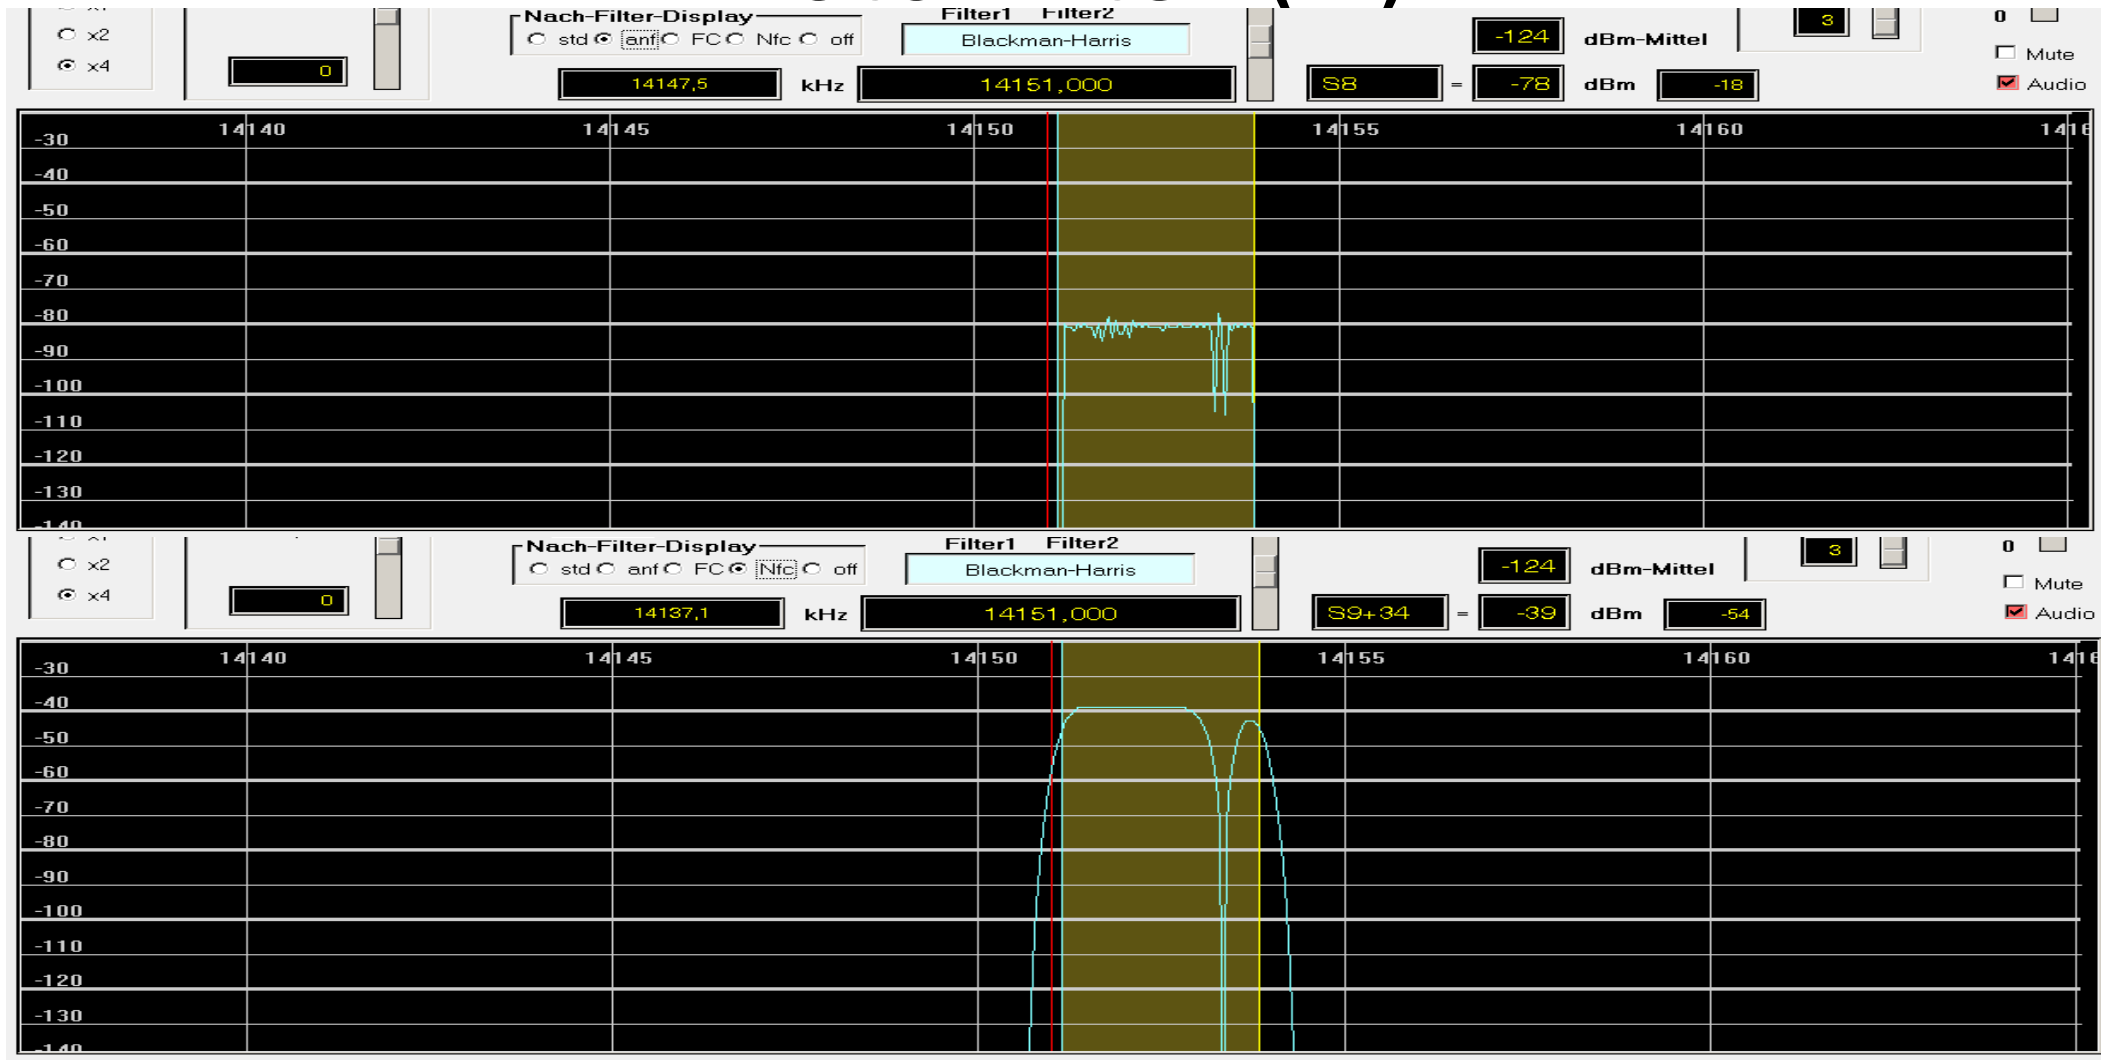 Nach-Filter-Display Filter1 Filter2
x2 std anf FC Nfc off Blackman-Harris -124 dBm-Mittel 3 0
x4 0 Mute
14147,5 kHz 14151,000 S8 = -78 dBm -18 Audio
14140 14145 14150 14155 14160 1416
-30
-40
-50
-60
-70
-80
-90
-100
-110
-120
-130
-140
Nach-Filter-Display Filter1 Filter2
x2 std anf FC Nfc off Blackman-Harris -124 dBm-Mittel 3 0
x4 0 Mute
14137,1 kHz 14151,000 S9+34 = -39 dBm -54 Audio
14140 14145 14150 14155 14160 1416
-30
-40
-50
-60
-70
-80
-90
-100
-110
-120
-130
-140